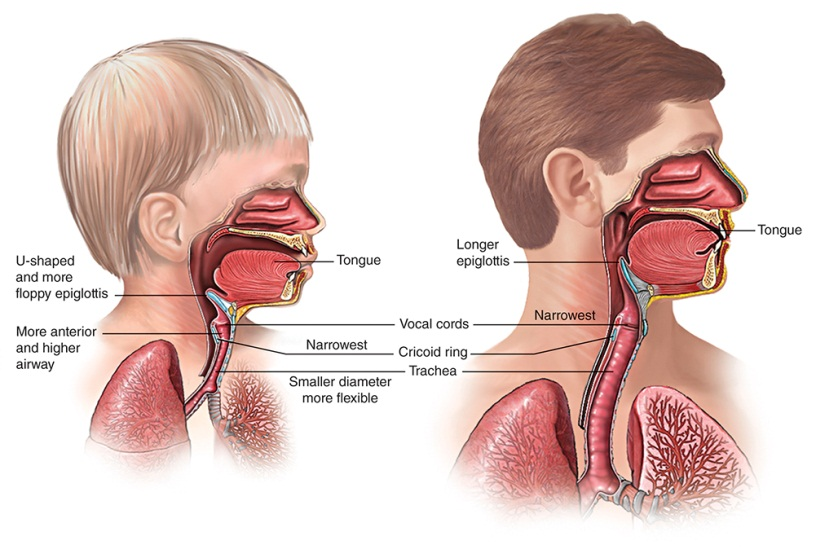 U-shaped
and more
floppy epiglottis
More anterior
and higher
airway
Tongue
Narrowest
Smaller diameter
more flexible
Vocal cords
Cricoid ring
Trachea
Longer
epiglottis
Narrowest
Tongue